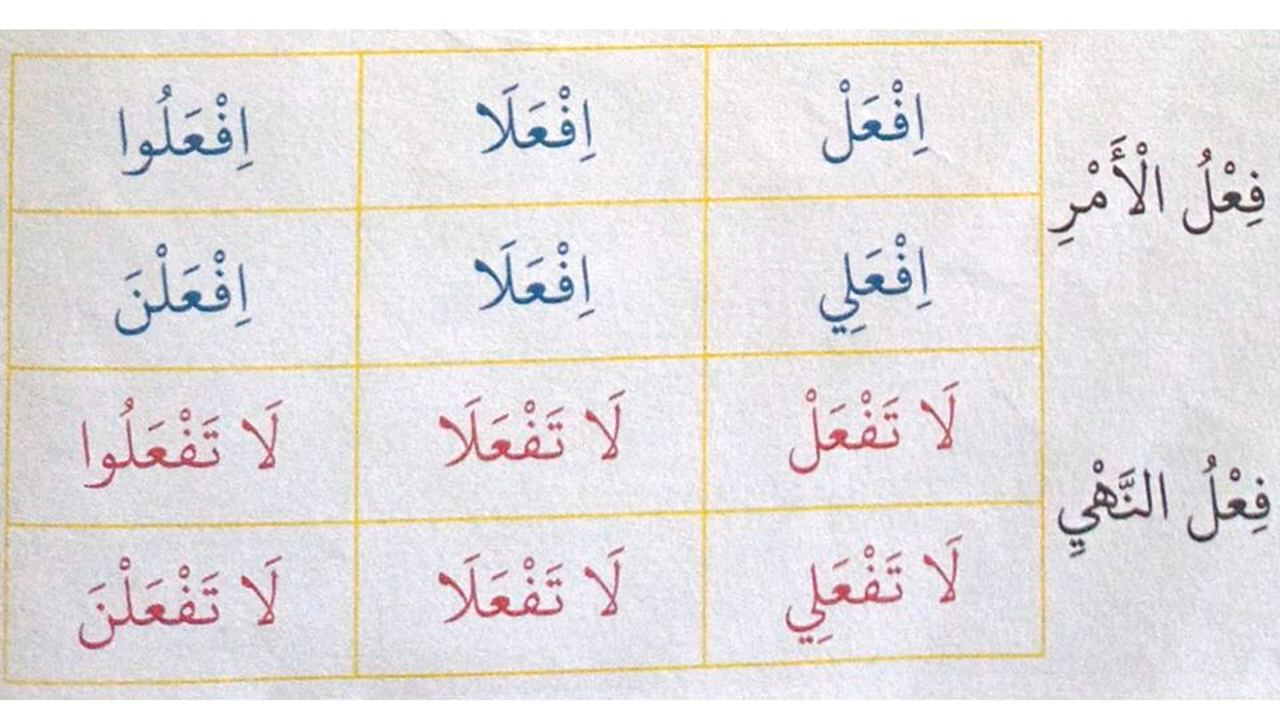 فِعْلُ الْأَمْرِ
اِفْعَلْ اِفْعَلَا اِفْعَلُوا
اِفْعَلِي اِفْعَلَا اِفْعَلْنَ
فِعْلُ النَّهْيِ
لَا تَفْعَلْ لَا تَفْعَلَا لَا تَفْعَلُوا
لَا تَفْعَلِي لَا تَفْعَلَا لَا تَفْعَلْنَ